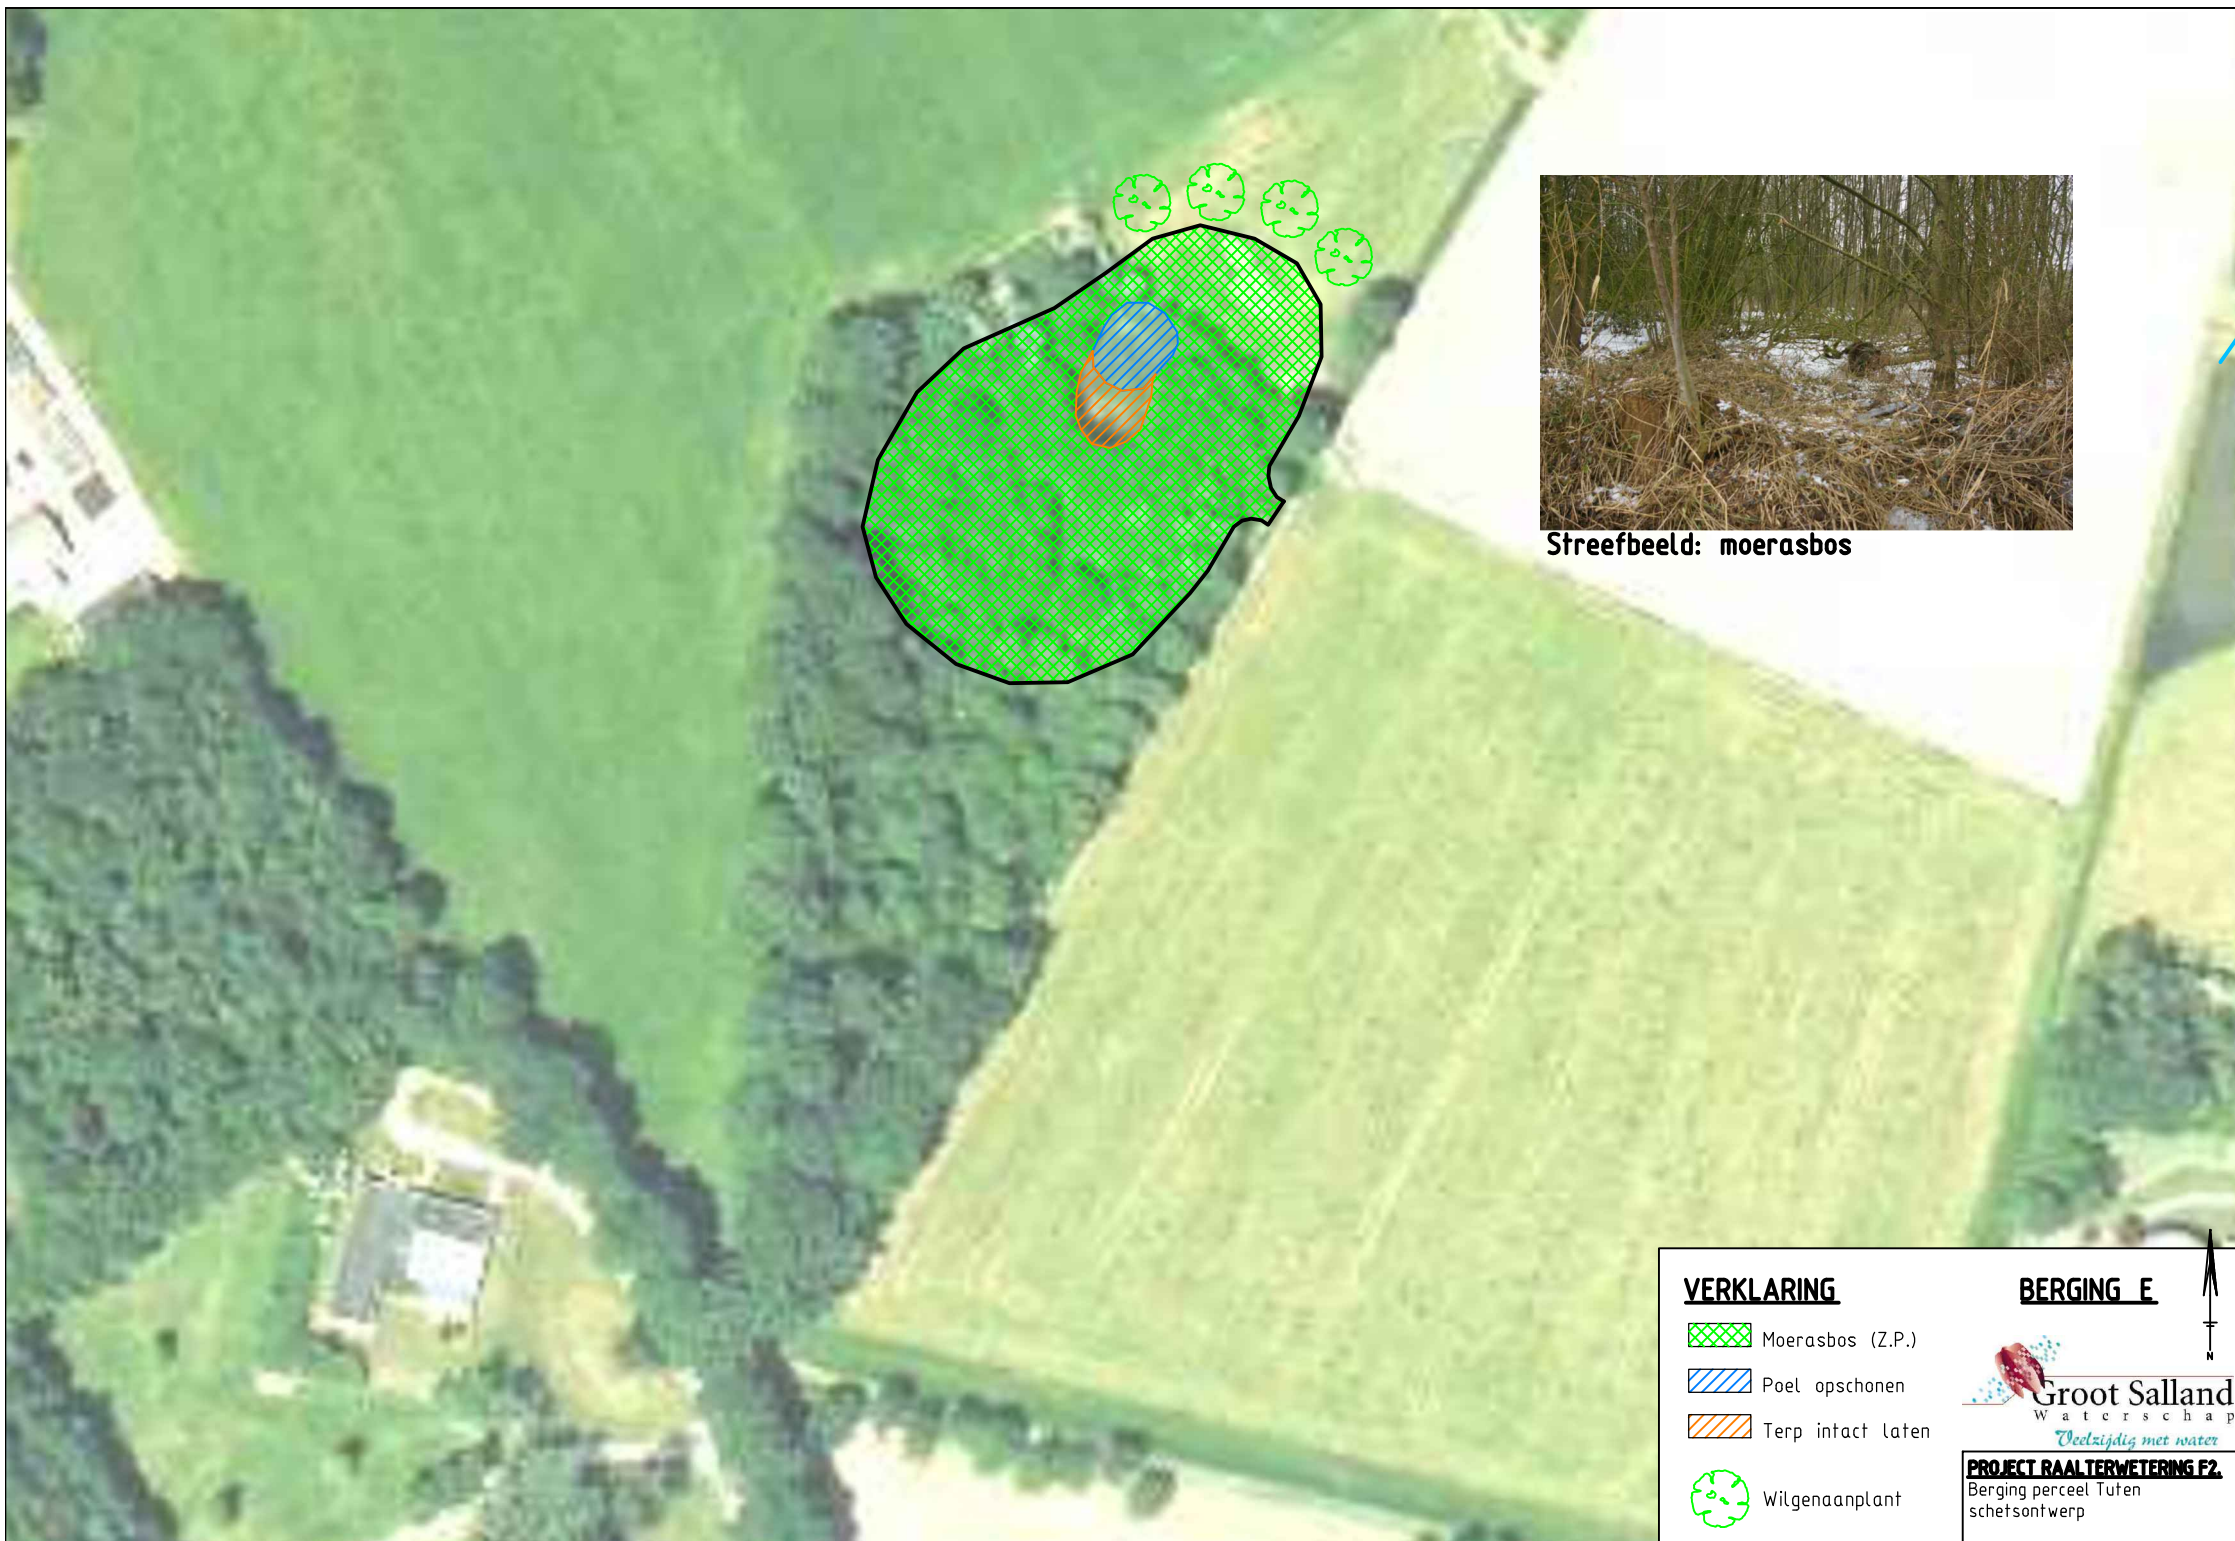 Streefbeeld: moerasbos
VERKLARING
BERGING E
Moerasbos (Z.P.)
Poel opschonen
Terp intact laten
Wilgenaanplant
N
Groot Salland
Waterschap
Veelzijdig met water
PROJECT RAALTERWETERING F2.
Berging perceel Tuten
schetsontwerp